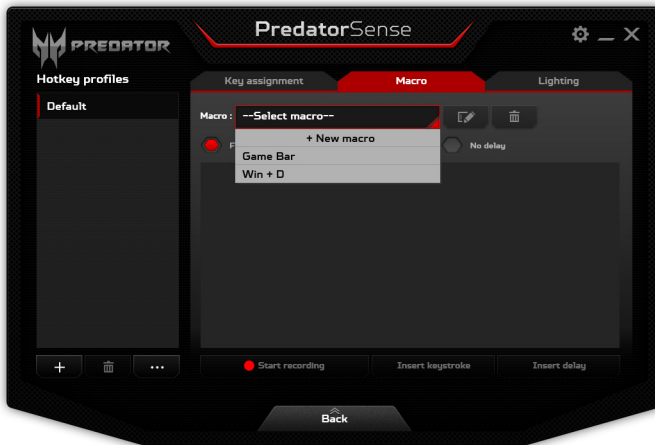 PredatorSense
PREDATOR
Hotkey profiles
Key assignment
Macro
Lighting
Default
Macro :
--Select macro--
+ New macro
Game Bar
Win + D
No delay
Start recording
Insert keystroke
Insert delay
Back